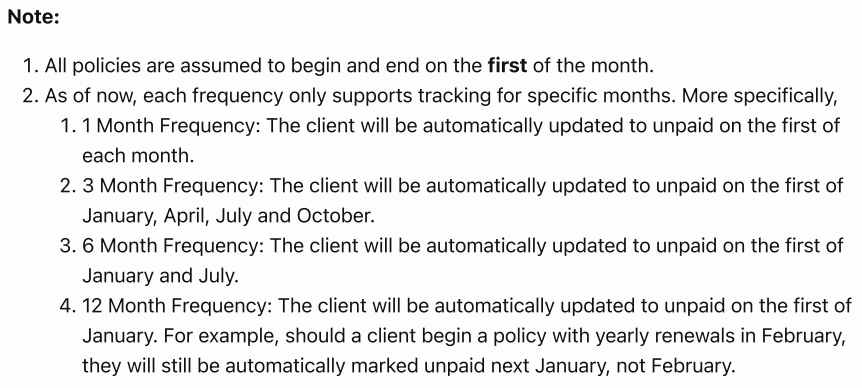 Note:
1. All policies are assumed to begin and end on the first of the month.
2. As of now, each frequency only supports tracking for specific months. More specifically,
1. 1 Month Frequency: The client will be automatically updated to unpaid on the first of
each month.
2. 3 Month Frequency: The client will be automatically updated to unpaid on the first of
January, April, July and October.
3. 6 Month Frequency: The client will be automatically updated to unpaid on the first of
January and July.
4. 12 Month Frequency: The client will be automatically updated to unpaid on the first of
January. For example, should a client begin a policy with yearly renewals in February,
they will still be automatically marked unpaid next January, not February.